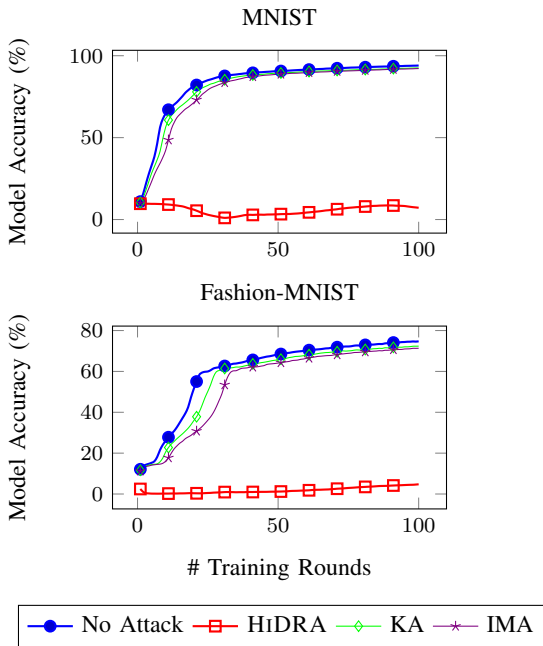 MNIST
Model Accuracy (%)
100
50
0
0 50 100
Fashion-MNIST
Model Accuracy (%)
80
60
40
20
0
0 50 100
# Training Rounds
No Attack HIDRA KA IMA